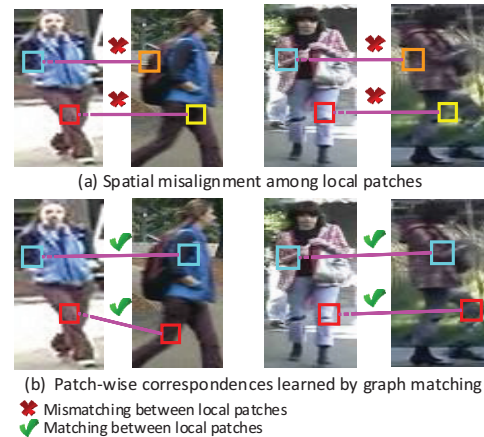 (a) Spatial misalignment among local patches
(b) Patch-wise correspondences learned by graph matching
Mismatching between local patches
Matching between local patches